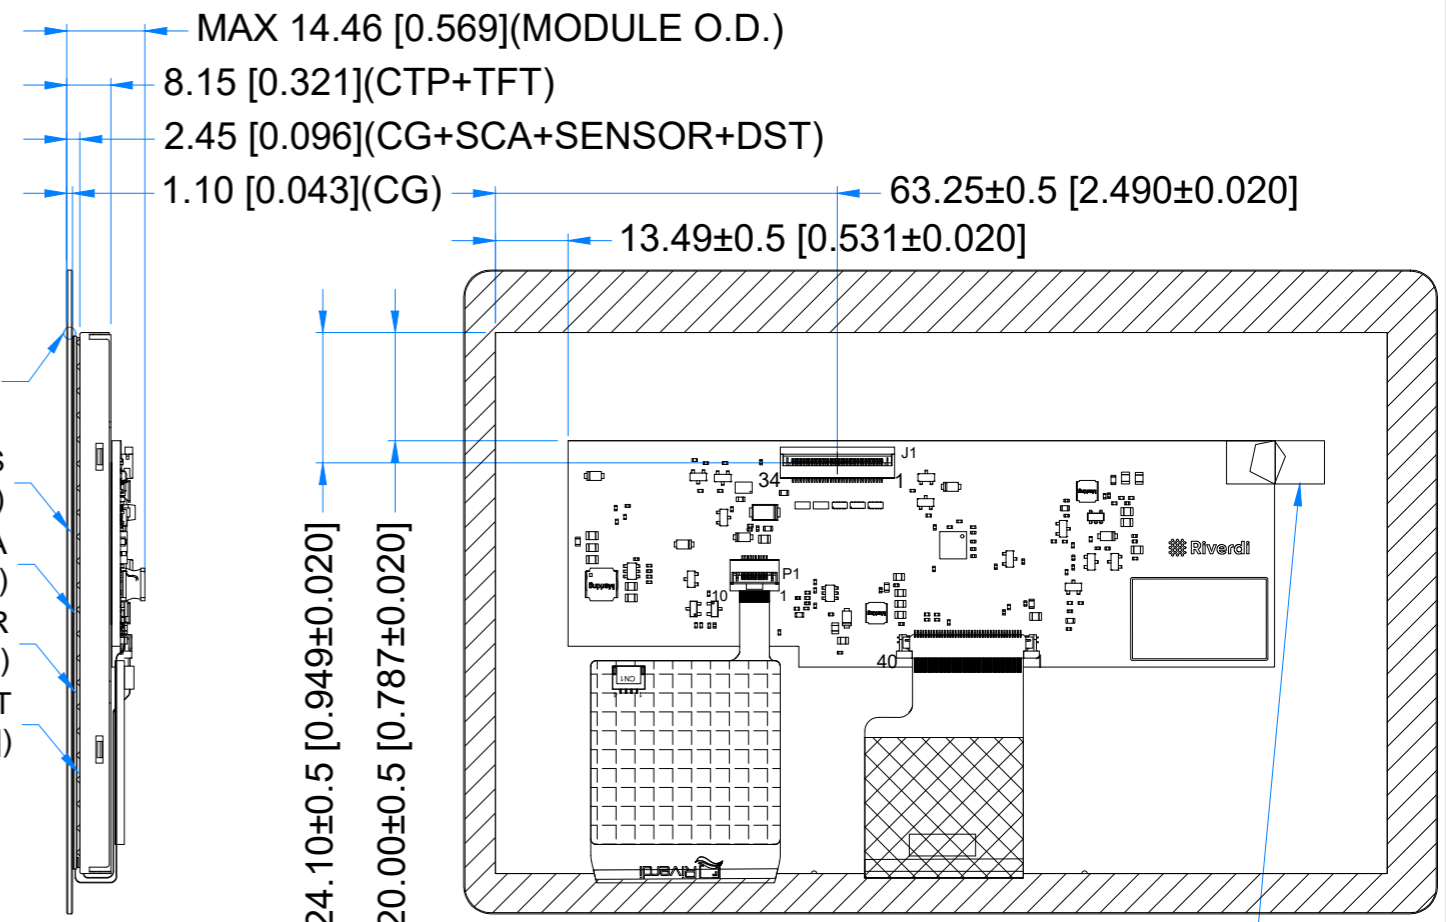 MAX 14.46 [0.569](MODULE O.D.)
8.15 [0.321](CTP+TFT)
2.45 [0.096](CG+SCA+SENSOR+DST)
1.10 [0.043](CG)
63.25±0.5 [2.490±0.020]
13.49±0.5 [0.531±0.020]
24.10±0.5 [0.949±0.020]
20.00±0.5 [0.787±0.020]
S
)
A
)
R
)
T
])
J1
34
1
Riverdi
P1
10
1
40
CN1
Riverdi